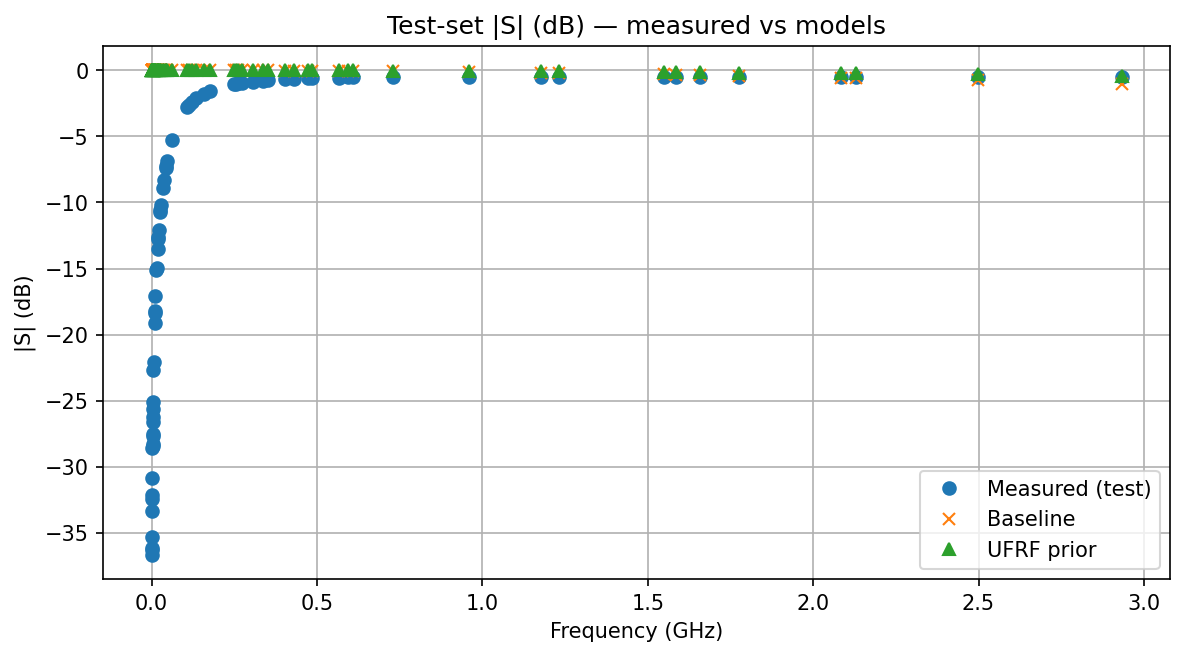 Test-set |S| (dB) — measured vs models
|S| (dB)
0
−5
−10
−15
−20
−25
−30
−35
0.0
0.5
1.0
1.5
2.0
2.5
3.0
Frequency (GHz)
Measured (test)
Baseline
UFRF prior